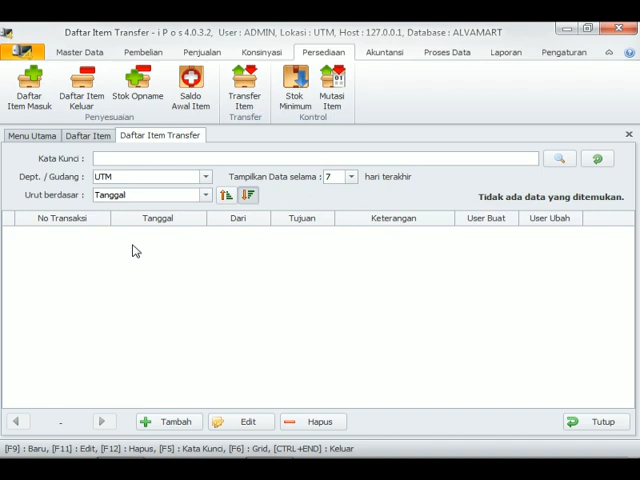 Daftar Item Transfer - i P o s 4.0.3.2, User : ADMIN, Lokasi : UTM, Host : 127.0.0.1, Database : ALVAMART
Master Data Pembelian Penjualan Konsinyasi Persediaan Akuntansi Proses Data Laporan Pengaturan
Daftar Item Masuk
Daftar Item Keluar
Stok Opname
Saldo Awal Item
Transfer Item
Stok Minimum
Mutasi Item
Penyesuaian Transfer Kontrol
Menu Utama Daftar Item Daftar Item Transfer
Kata Kunci :
Dept. / Gudang : UTM Tampilkan Data selama : 7 hari terakhir
Urut berdasar : Tanggal
Tidak ada data yang ditemukan.
No Transaksi Tanggal Dari Tujuan Keterangan User Buat User Ubah
- Tambah Edit Hapus Tutup
[F9] : Baru, [F11] : Edit, [F12] : Hapus, [F5] : Kata Kunci, [F6] : Grid, [CTRL+END] : Keluar